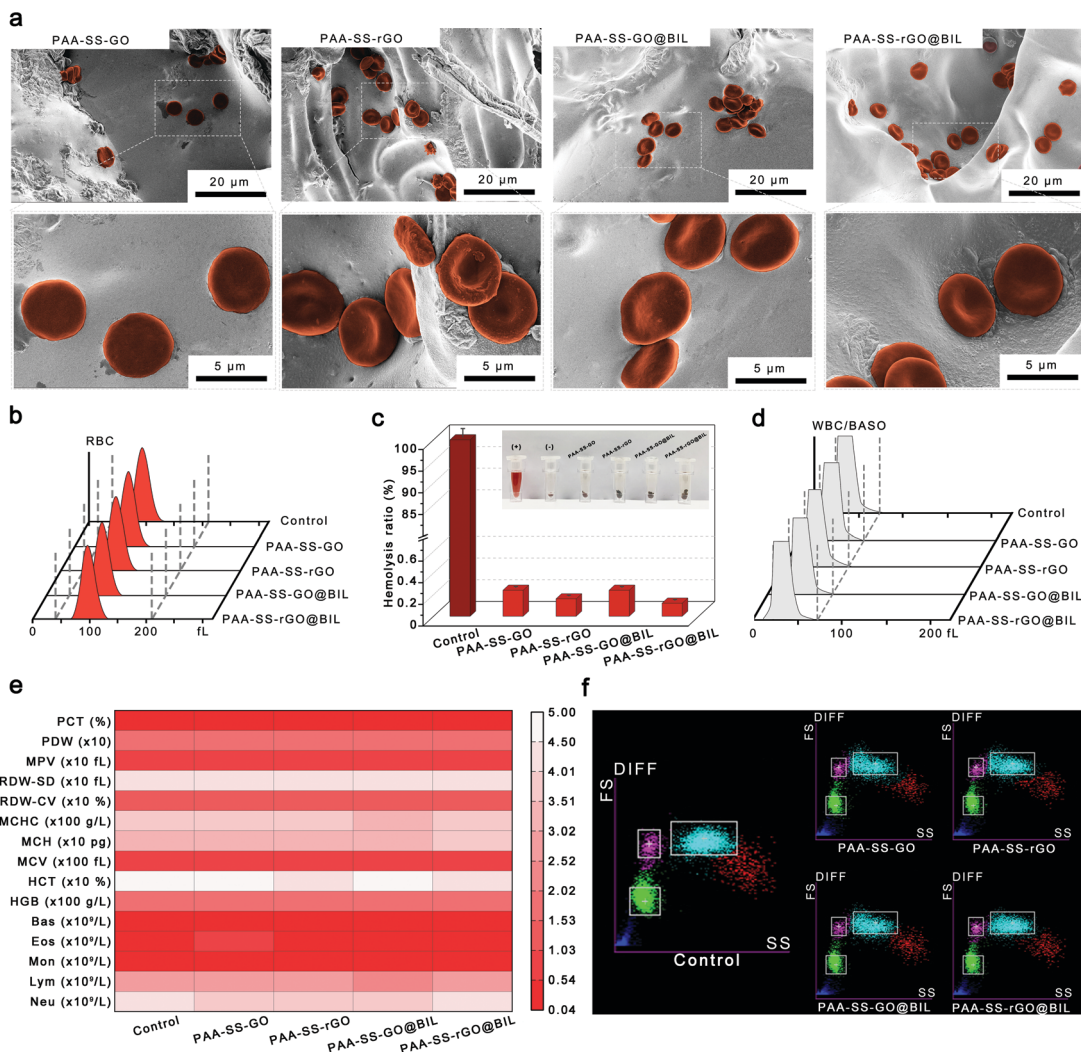 a
PAA-SS-GO
PAA-SS-rGO
PAA-SS-GO@BIL
PAA-SS-rGO@BIL
20 μm
20 μm
20 μm
20 μm
5 μm
5 μm
5 μm
5 μm
b
RBC
Control
PAA-SS-GO
PAA-SS-rGO
PAA-SS-GO@BIL
PAA-SS-rGO@BIL
0 100 200 fL
c
Hemolysis ratio (%)
100
95
90
85
0.6
0.4
0.2
(+) (-) PAA-SS-GO PAA-SS-rGO PAA-SS-GO@BIL PAA-SS-rGO@BIL
Control
PAA-SS-GO
PAA-SS-rGO
PAA-SS-GO@BIL
PAA-SS-rGO@BIL
d
WBC/BASO
Control
PAA-SS-GO
PAA-SS-rGO
PAA-SS-GO@BIL
PAA-SS-rGO@BIL
0 100 200 fL
e
PCT (%)
PDW (x10)
MPV (x10 fL)
RDW-SD (x10 fL)
RDW-CV (x10 %)
MCHC (x100 g/L)
MCH (x10 pg)
MCV (x100 fL)
HCT (x10 %)
HGB (x100 g/L)
Bas (x10⁹/L)
Eos (x10⁹/L)
Mon (x10⁹/L)
Lym (x10⁹/L)
Neu (x10⁹/L)
Control
PAA-SS-GO
PAA-SS-rGO
PAA-SS-GO@BIL
PAA-SS-rGO@BIL
5.00
4.50
4.01
3.51
3.02
2.52
2.02
1.53
1.03
0.54
0.04
f
DIFF
FS
SS
Control
DIFF
FS
SS
PAA-SS-GO
DIFF
FS
SS
PAA-SS-rGO
DIFF
FS
SS
PAA-SS-GO@BIL
DIFF
FS
SS
PAA-SS-rGO@BIL